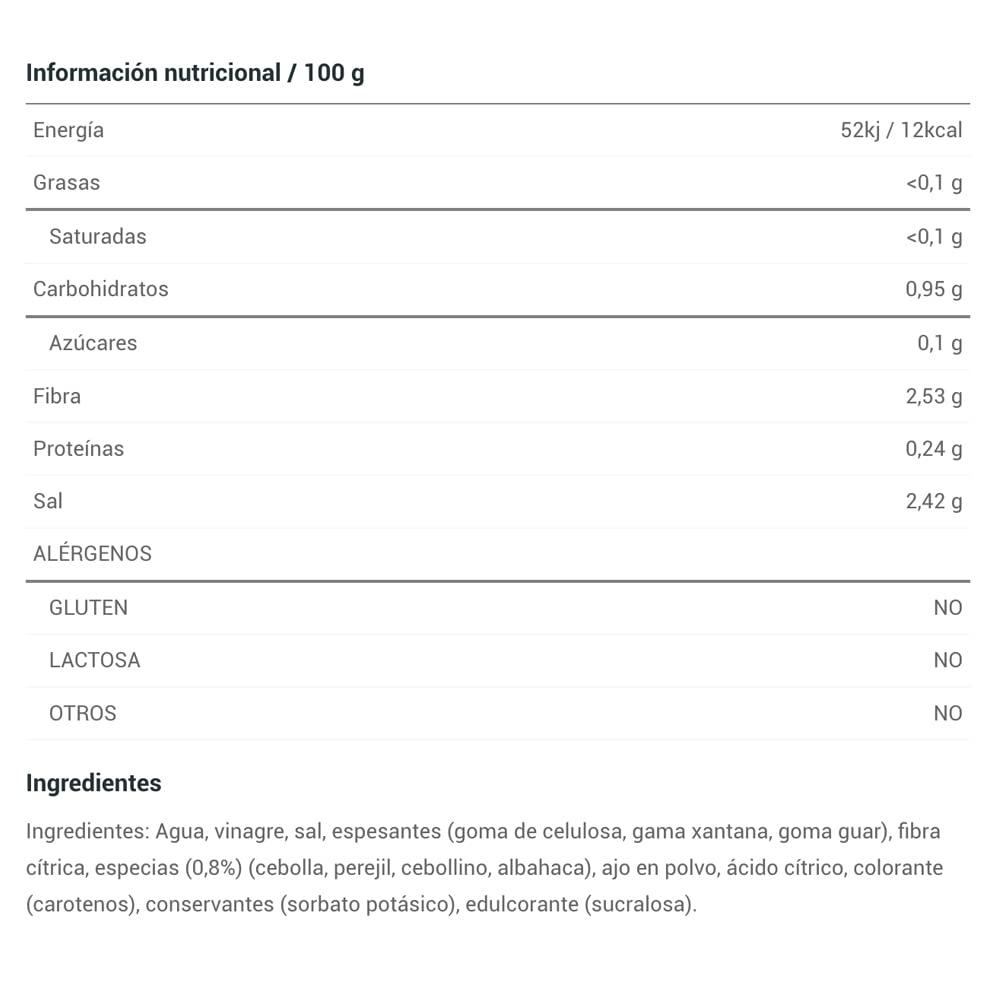 Información nutricional / 100 g
Energía 52kj / 12kcal
Grasas <0,1 g
Saturadas <0,1 g
Carbohidratos 0,95 g
Azúcares 0,1 g
Fibra 2,53 g
Proteínas 0,24 g
Sal 2,42 g
ALÉRGENOS
GLUTEN NO
LACTOSA NO
OTROS NO
Ingredientes
Ingredientes: Agua, vinagre, sal, espesantes (goma de celulosa, gama xantana, goma guar), fibra
cítrica, especias (0,8%) (cebolla, perejil, cebollino, albahaca), ajo en polvo, ácido cítrico, colorante
(carotenos), conservantes (sorbato potásico), edulcorante (sucralosa).